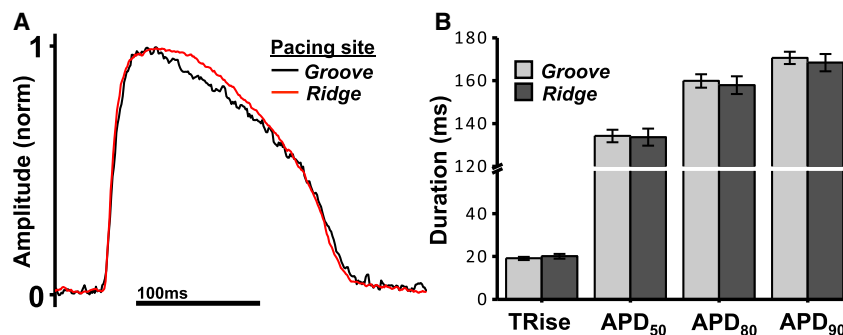 A
Amplitude (norm)
1
0
Pacing site
Groove
Ridge
100ms
B
Duration (ms)
180
160
140
120
40
20
0
Groove
Ridge
TRise APD50 APD80 APD90